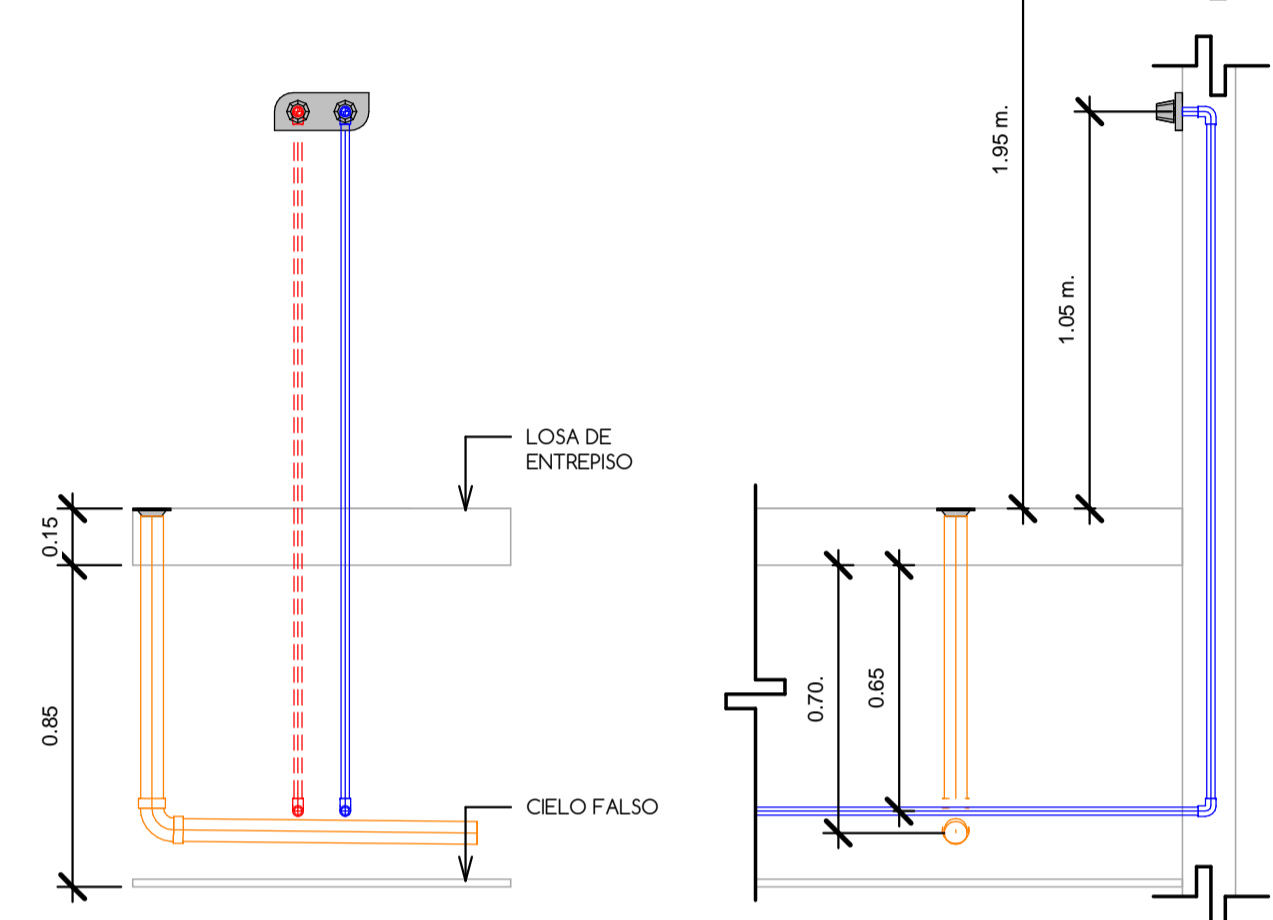 1.95 m.
1.05 m.
LOSA DE
ENTREPISO
0.15
0.85
0.70.
0.65
CIELO FALSO